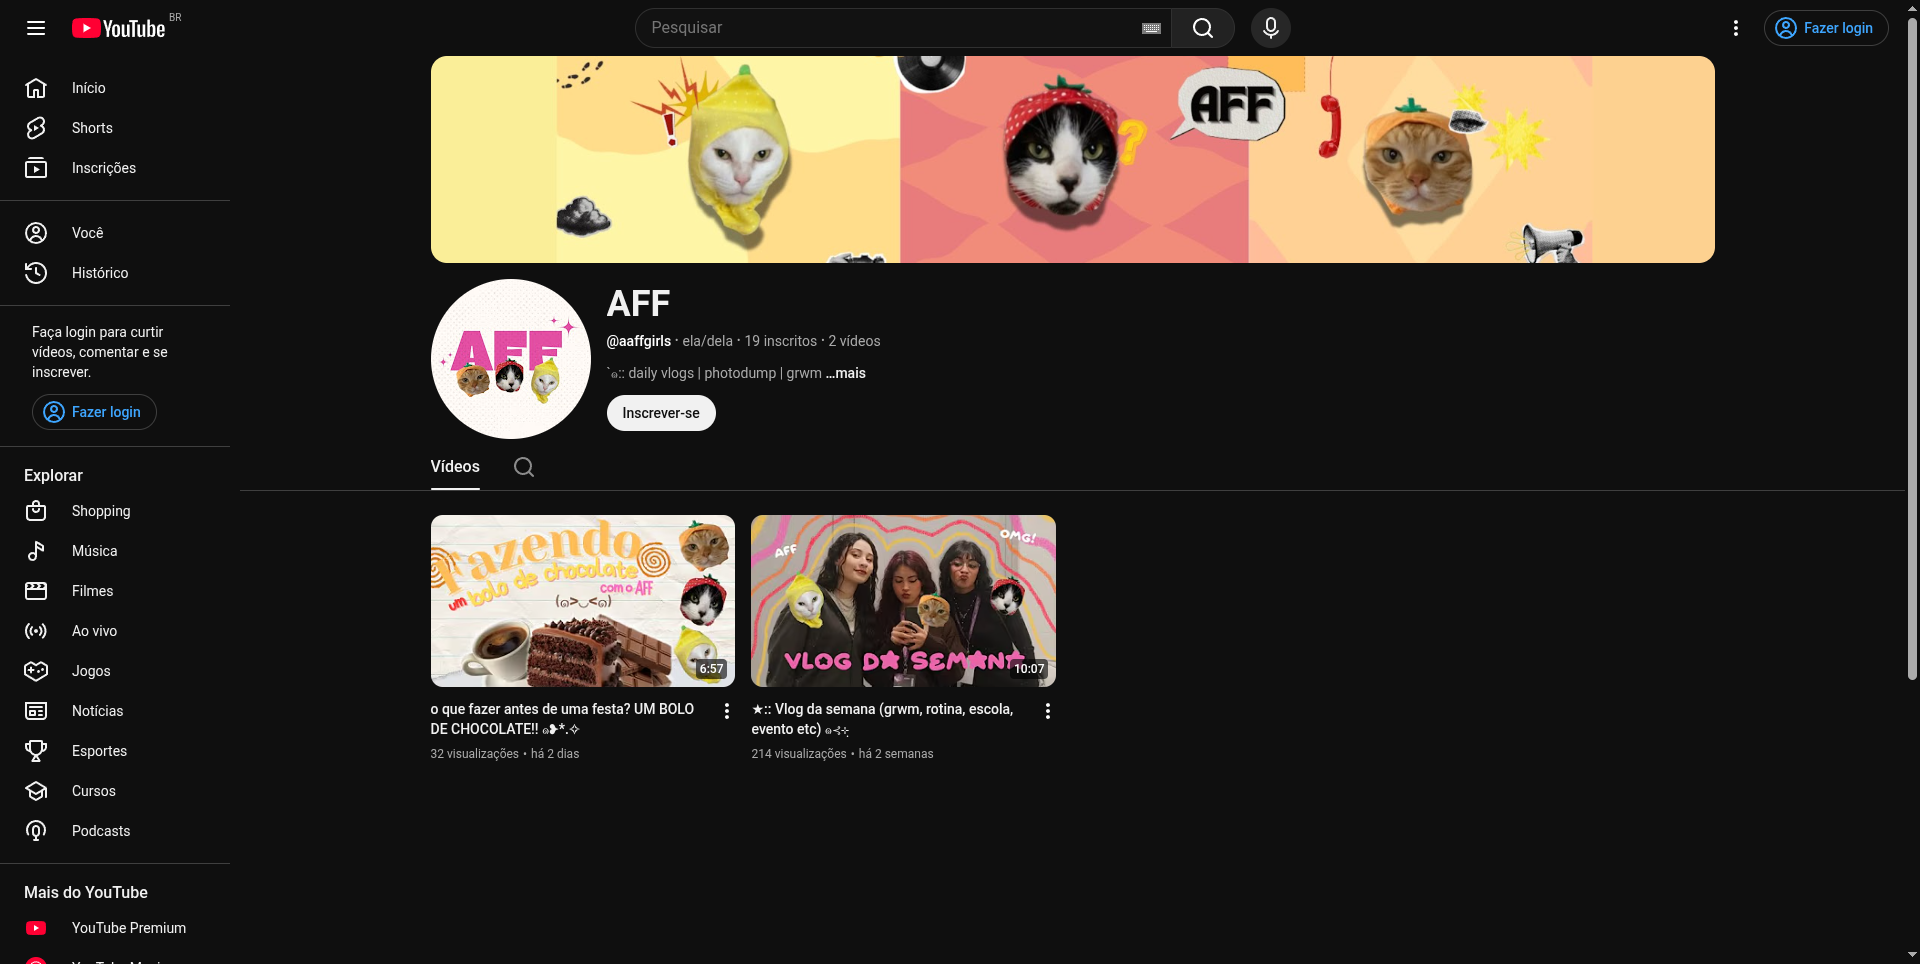 YouTube BR
Pesquisar
Fazer login
Início
Shorts
Inscrições
Você
Histórico
Faça login para curtir
vídeos, comentar e se
inscrever.
Fazer login
Explorar
Shopping
Música
Filmes
Ao vivo
Jogos
Notícias
Esportes
Cursos
Podcasts
Mais do YouTube
YouTube Premium
!
?
AFF
AFF
AFF
@aaffgirls · ela/dela · 19 inscritos · 2 vídeos
`๑:: daily vlogs | photodump | grwm ...mais
Inscrever-se
Vídeos
Fazendo
um bolo de chocolate
com o AFF
(๑>◡<๑)
6:57
o que fazer antes de uma festa? UM BOLO
DE CHOCOLATE!! ๑❥*.✧
32 visualizações • há 2 dias
AFF
OMG!
VLOG DA SEMANA
10:07
★:: Vlog da semana (grwm, rotina, escola,
evento etc) ๑⊰⊹
214 visualizações • há 2 semanas